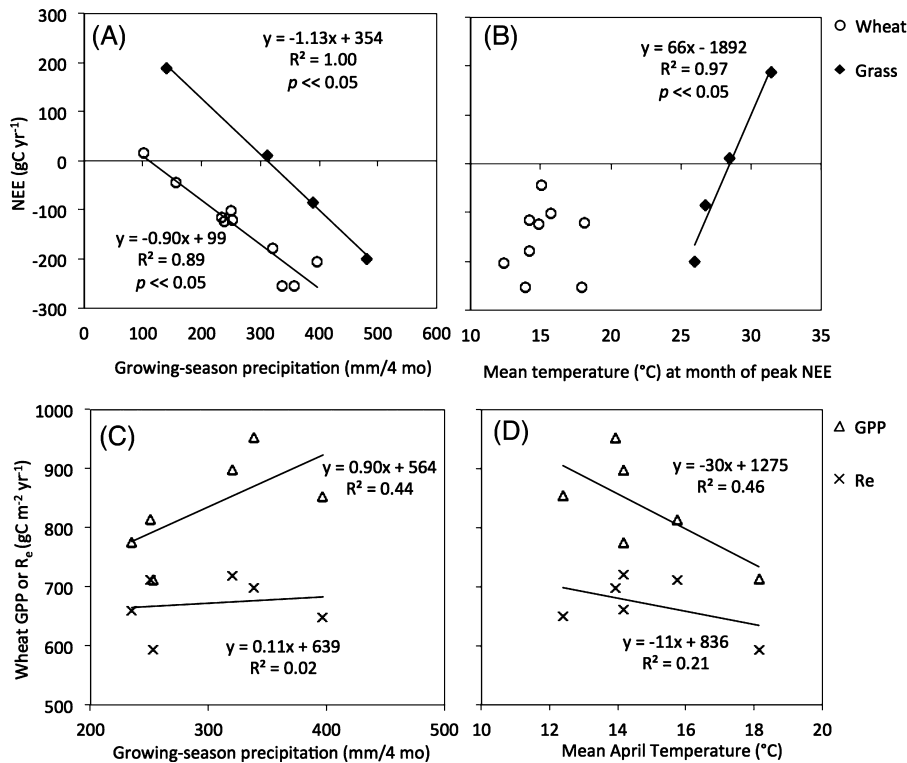 (A)
y = -1.13x + 354
R² = 1.00
p << 0.05
y = -0.90x + 99
R² = 0.89
p << 0.05
NEE (gC yr⁻¹)
300
200
100
0
-100
-200
-300
0 100 200 300 400 500 600
Growing-season precipitation (mm/4 mo)
(B)
y = 66x - 1892
R² = 0.97
p << 0.05
10 15 20 25 30 35
Mean temperature (°C) at month of peak NEE
Wheat
Grass
(C)
y = 0.90x + 564
R² = 0.44
y = 0.11x + 639
R² = 0.02
Wheat GPP or Rₑ (gC m⁻² yr⁻¹)
1000
900
800
700
600
500
200 300 400 500
Growing-season precipitation (mm/4 mo)
(D)
y = -30x + 1275
R² = 0.46
y = -11x + 836
R² = 0.21
10 12 14 16 18 20
Mean April Temperature (°C)
GPP
Re